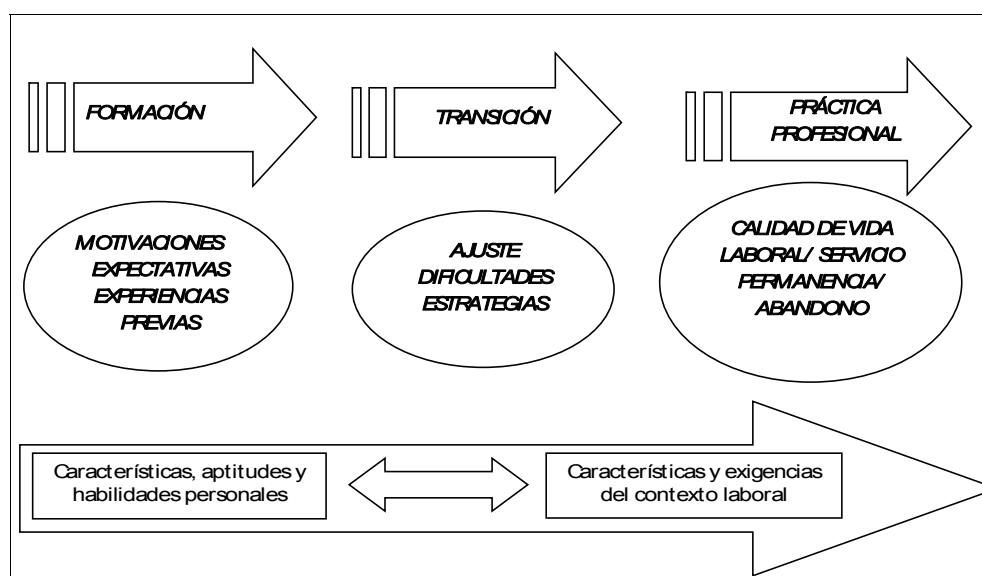 FORMACIÓN
TRANSICIÓN
PRÁCTICA
PROFESIONAL
MOTIVACIONES
EXPECTATIVAS
EXPERIENCIAS
PREVIAS
AJUSTE
DIFICULTADES
ESTRATEGIAS
CALIDAD DE VIDA
LABORAL/ SERVICIO
PERMANENCIA/
ABANDONO
Características, aptitudes y
habilidades personales
Características y exigencias
del contexto laboral